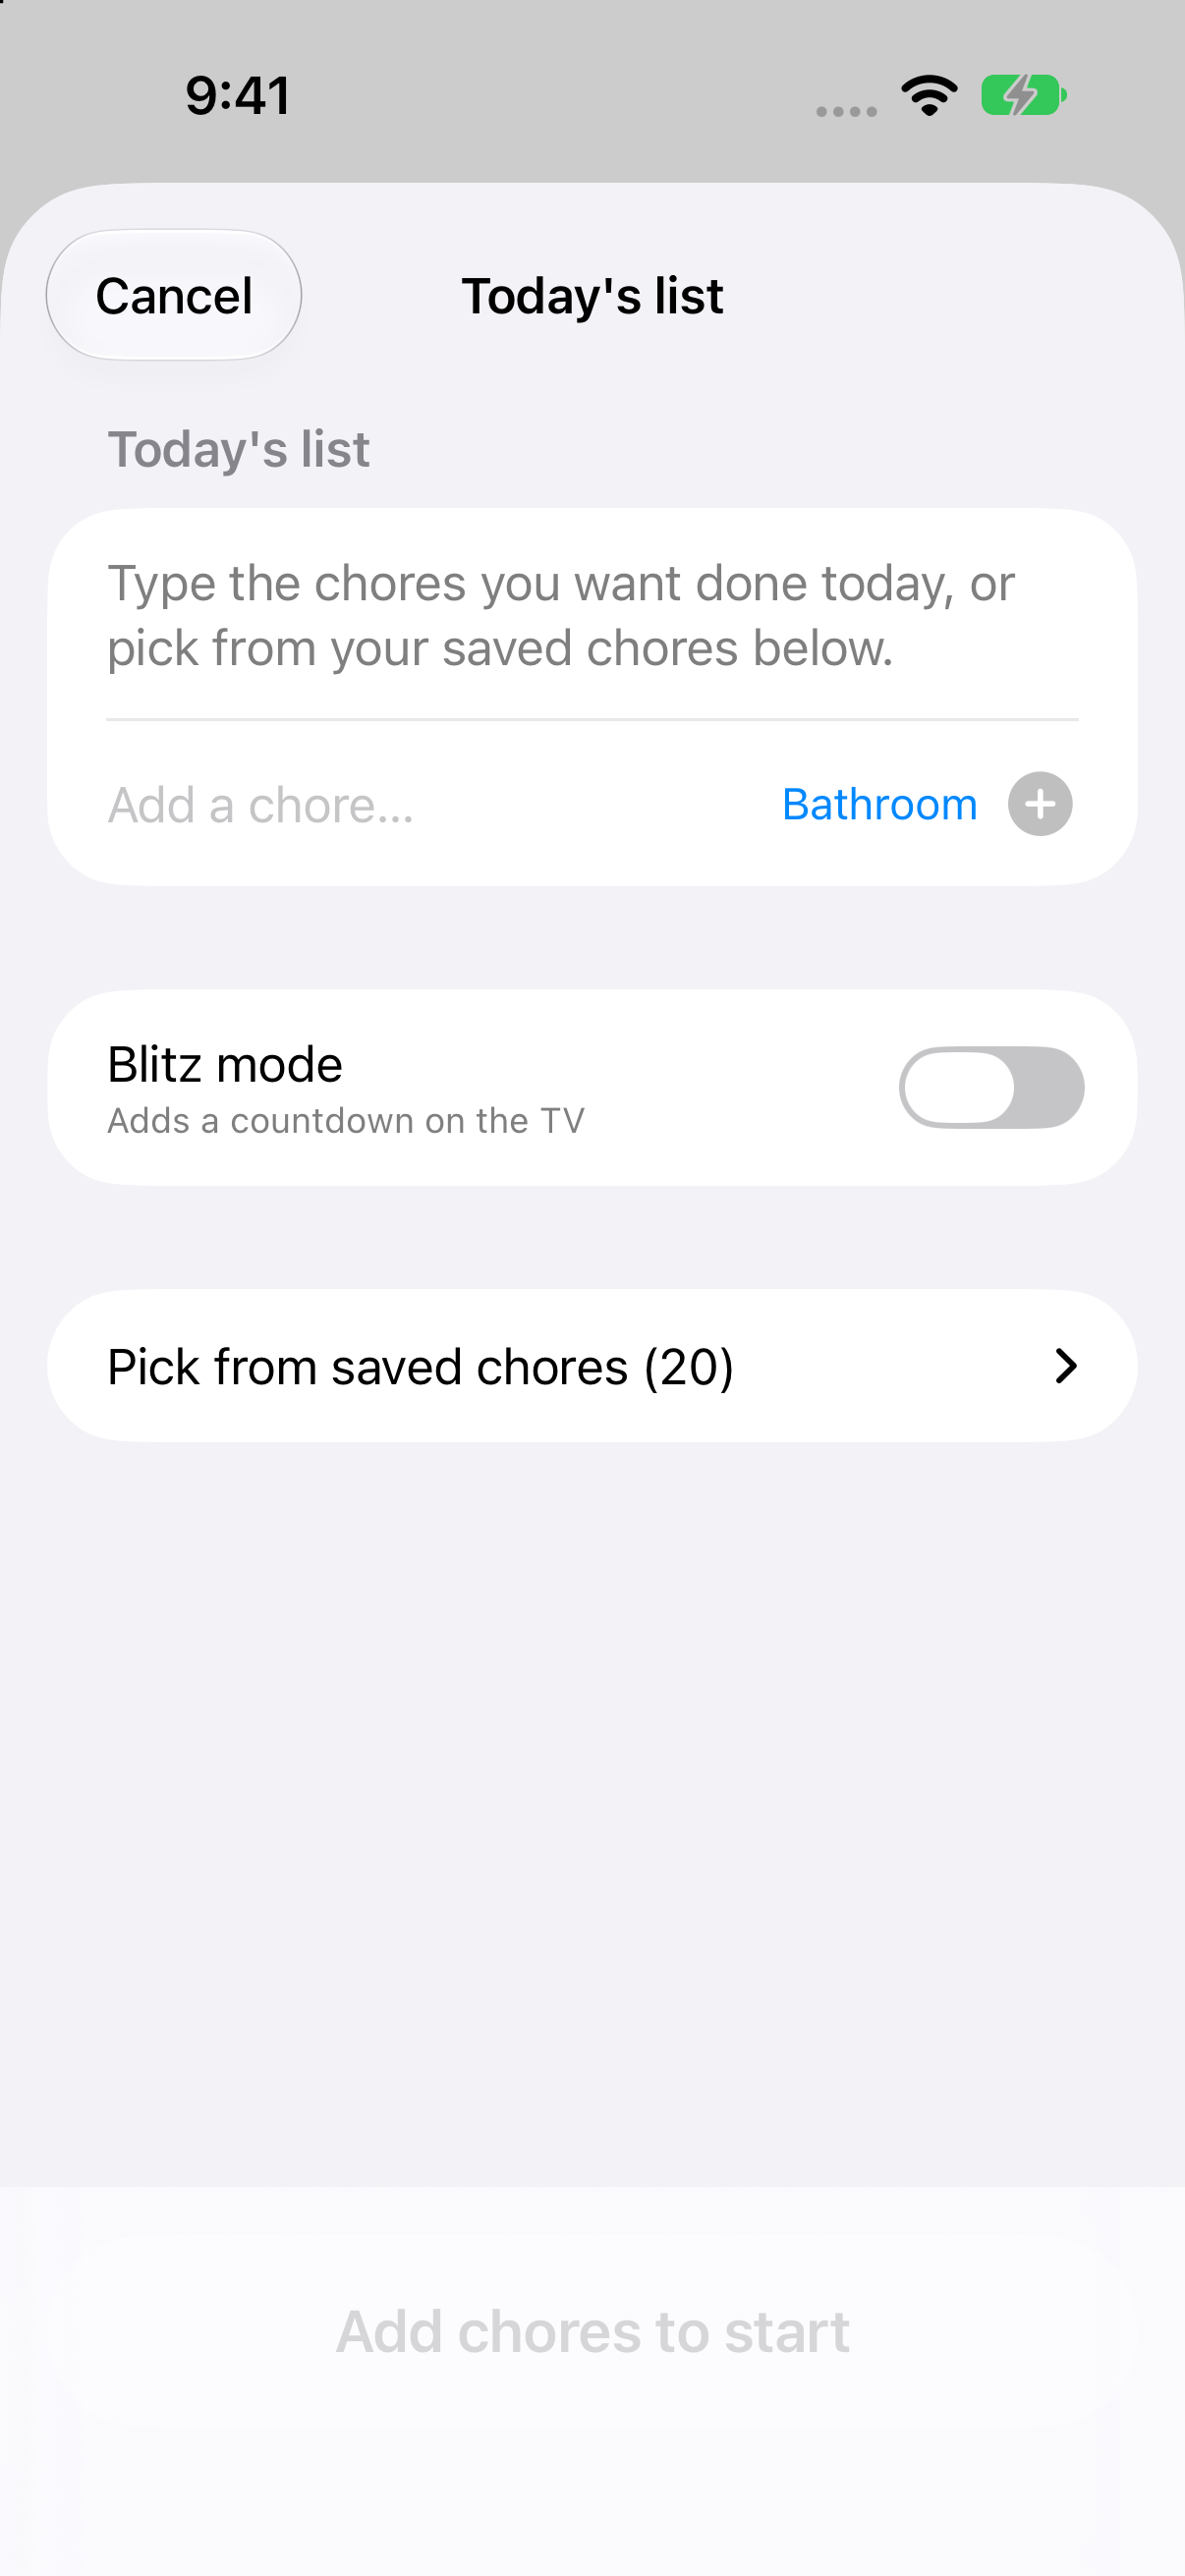 9:41
Cancel
Today's list
Today's list
Type the chores you want done today, or
pick from your saved chores below.
Add a chore...
Bathroom
Blitz mode
Adds a countdown on the TV
Pick from saved chores (20)
Add chores to start